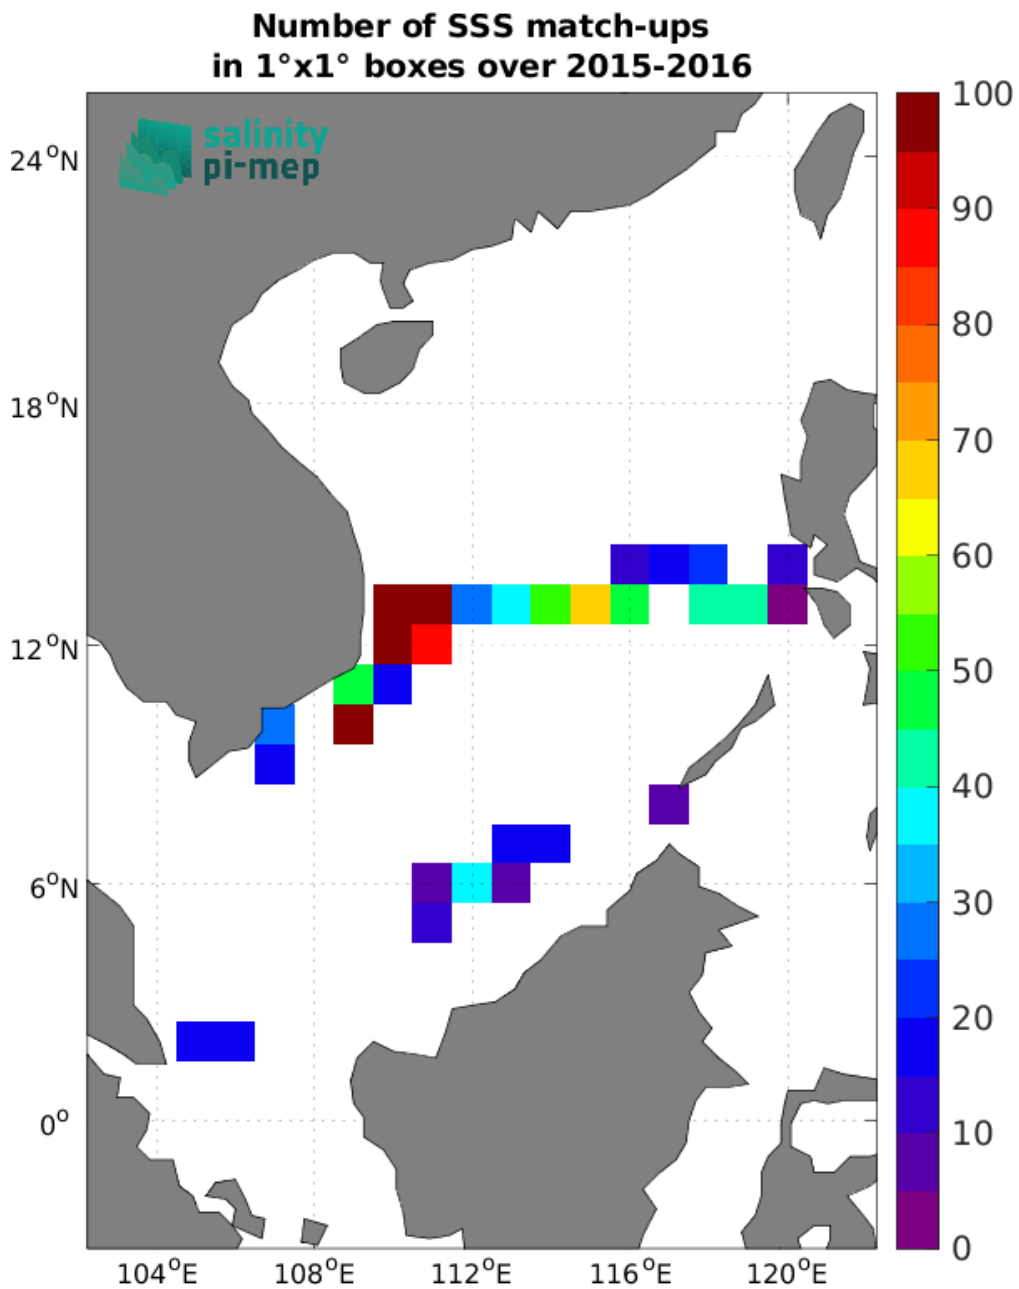 Number of SSS match-ups
in 1°x1° boxes over 2015-2016
salinity
pi-mep
24°N
18°N
12°N
6°N
0°
104°E 108°E 112°E 116°E 120°E
100
90
80
70
60
50
40
30
20
10
0